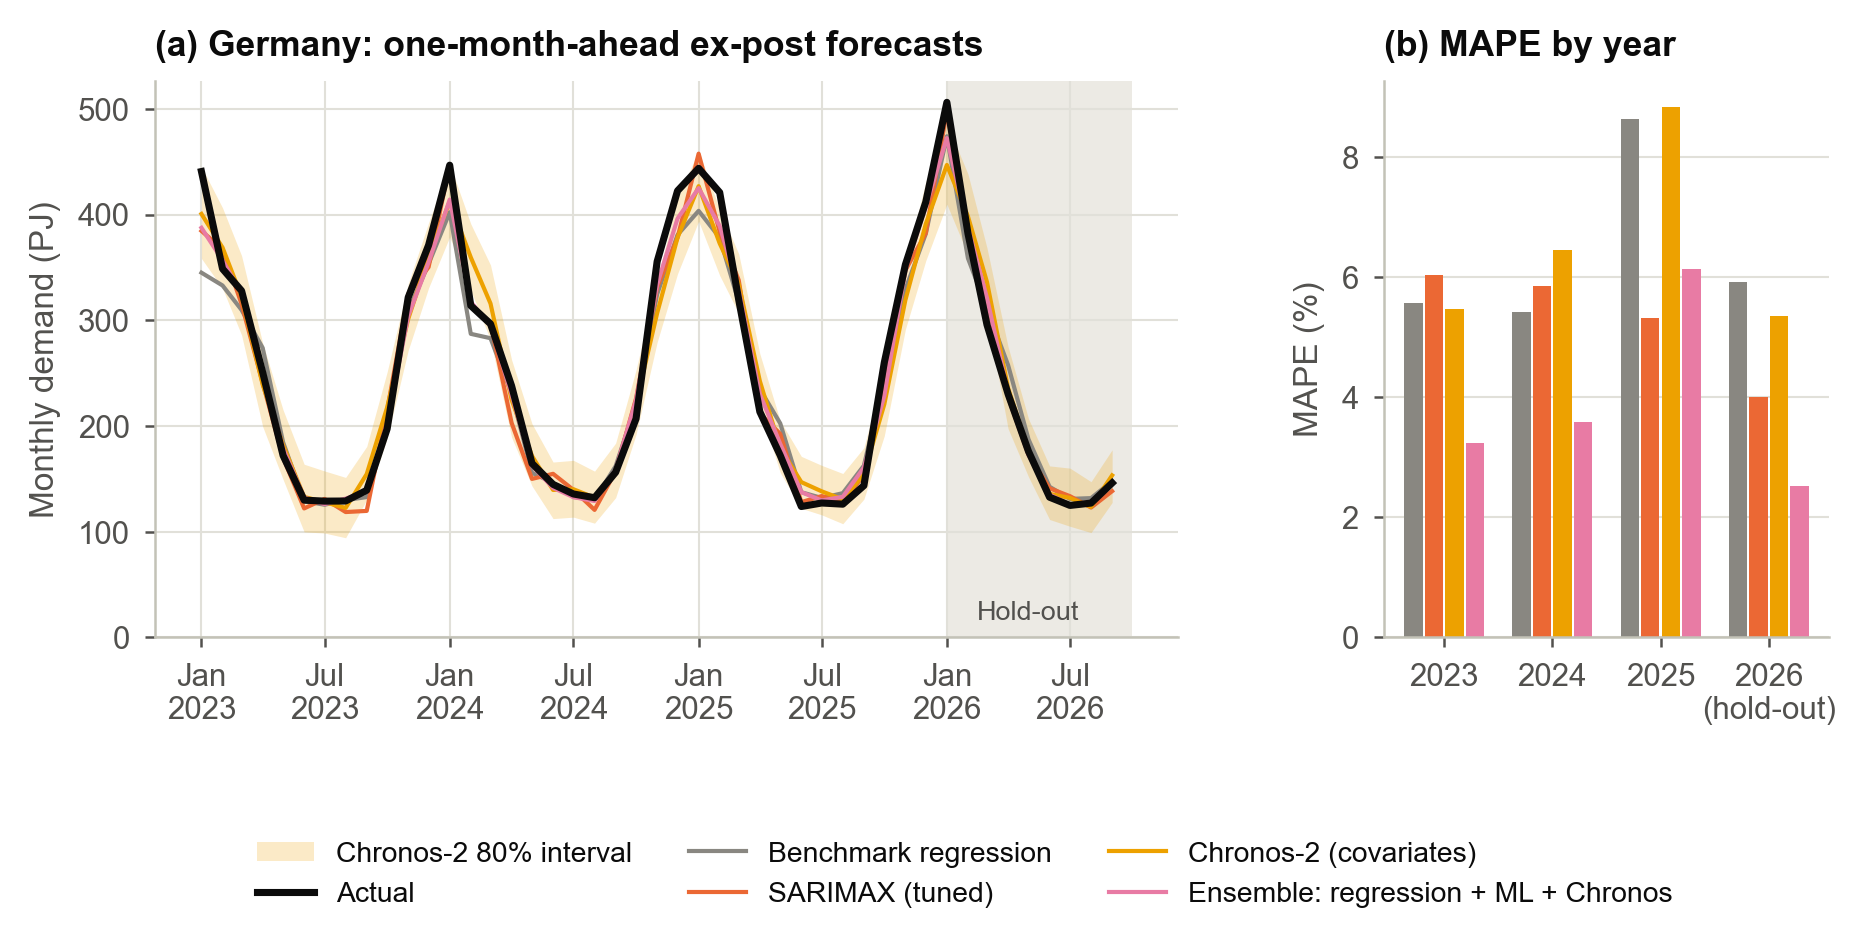 (a) Germany: one-month-ahead ex-post forecasts
Monthly demand (PJ)
500
400
300
200
100
0
Hold-out
Jan
2023
Jul
2023
Jan
2024
Jul
2024
Jan
2025
Jul
2025
Jan
2026
Jul
2026
(b) MAPE by year
MAPE (%)
8
6
4
2
0
2023
2024
2025
2026
(hold-out)
Chronos-2 80% interval
Actual
Benchmark regression
SARIMAX (tuned)
Chronos-2 (covariates)
Ensemble: regression + ML + Chronos